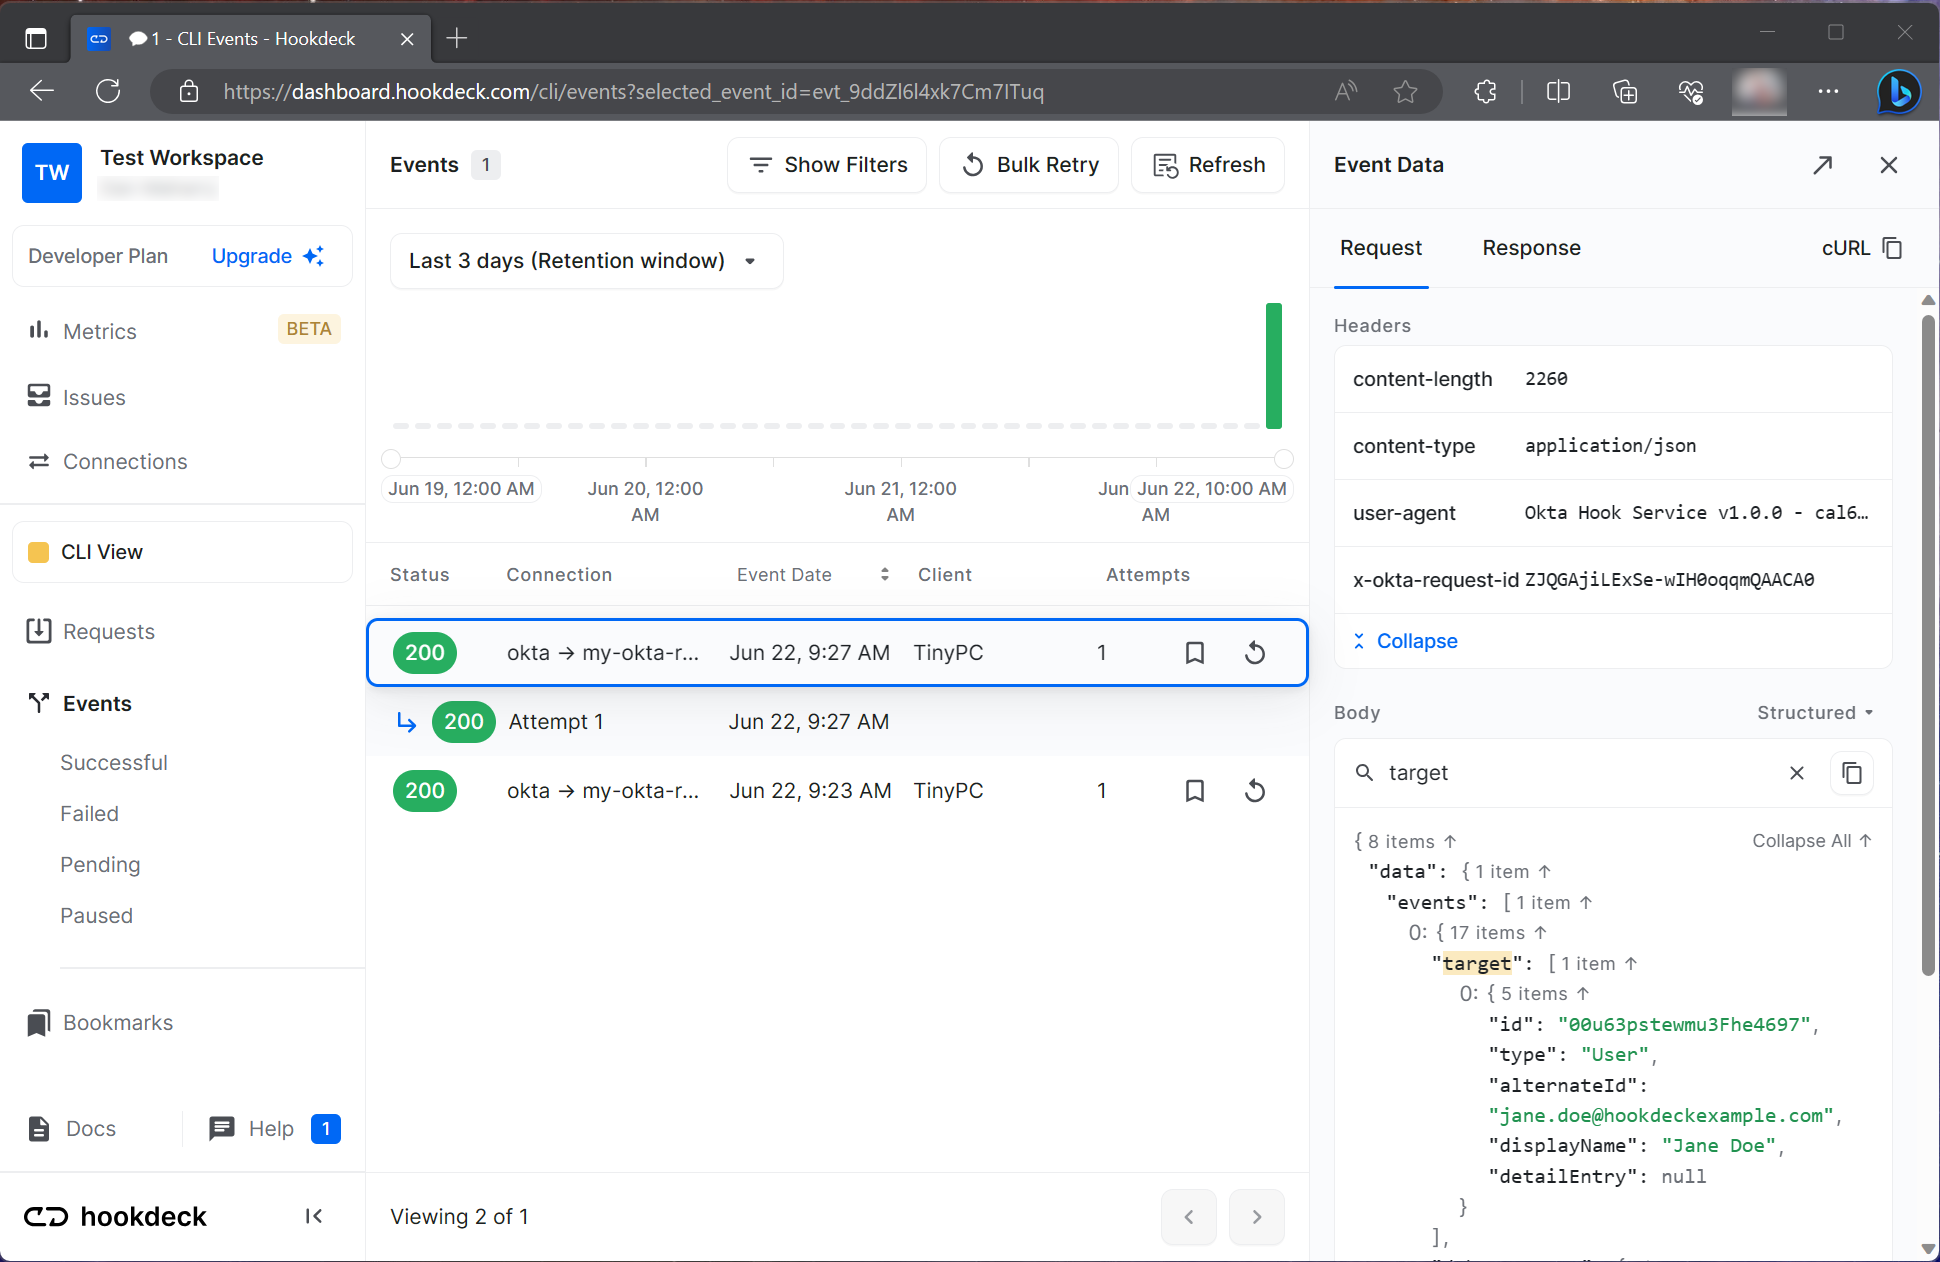 1 - CLI Events - Hookdeck
https://dashboard.hookdeck.com/cli/events?selected_event_id=evt_9ddZl6l4xk7Cm7ITuq
TW
Test Workspace
Developer Plan
Upgrade
Metrics
BETA
Issues
Connections
CLI View
Requests
Events
Successful
Failed
Pending
Paused
Bookmarks
Docs
Help
1
hookdeck
Events 1
Show Filters
Bulk Retry
Refresh
Last 3 days (Retention window)
Jun 19, 12:00 AM
Jun 20, 12:00
AM
Jun 21, 12:00
AM
Jun
AM
Jun 22, 10:00 AM
Status Connection Event Date Client Attempts
200 okta → my-okta-r... Jun 22, 9:27 AM TinyPC 1
200 Attempt 1 Jun 22, 9:27 AM
200 okta → my-okta-r... Jun 22, 9:23 AM TinyPC 1
Viewing 2 of 1
Event Data
Request
Response
cURL
Headers
content-length 2260
content-type application/json
user-agent Okta Hook Service v1.0.0 - cal6…
x-okta-request-id ZJQGAjiLExSe-wIH0oqqmQAACA0
Collapse
Body
Structured
target
{ 8 items ↑
Collapse All ↑
"data": { 1 item ↑
"events": [ 1 item ↑
0: { 17 items ↑
"target": [ 1 item ↑
0: { 5 items ↑
"id": "00u63pstewmu3Fhe4697",
"type": "User",
"alternateId":
"jane.doe@hookdeckexample.com",
"displayName": "Jane Doe",
"detailEntry": null
}
],